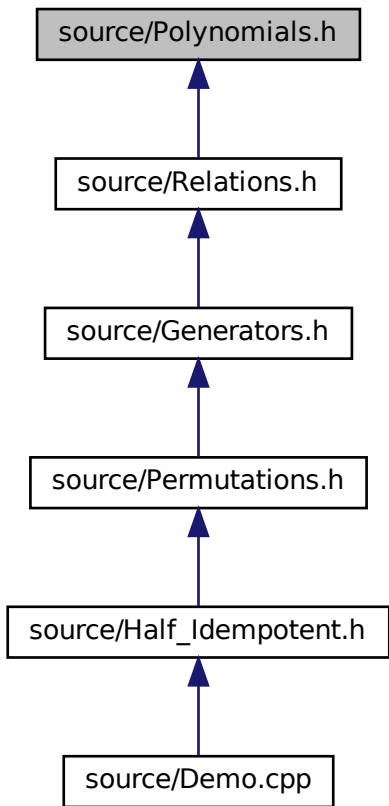 source/Polynomials.h
source/Relations.h
source/Generators.h
source/Permutations.h
source/Half_Idempotent.h
source/Demo.cpp